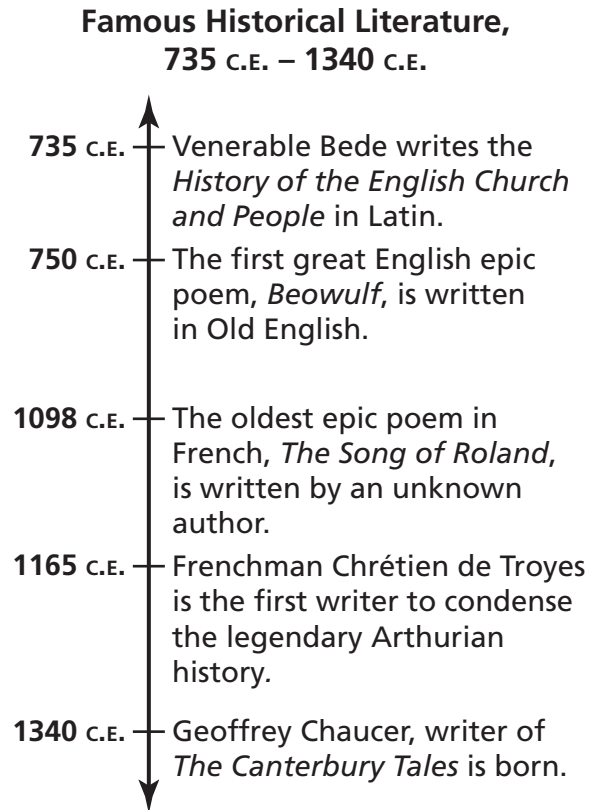 Famous Historical Literature,
735 C.E. – 1340 C.E.
735 C.E. Venerable Bede writes the
History of the English Church
and People in Latin.
750 C.E. The first great English epic
poem, Beowulf, is written
in Old English.
1098 C.E. The oldest epic poem in
French, The Song of Roland,
is written by an unknown
author.
1165 C.E. Frenchman Chrétien de Troyes
is the first writer to condense
the legendary Arthurian
history.
1340 C.E. Geoffrey Chaucer, writer of
The Canterbury Tales is born.